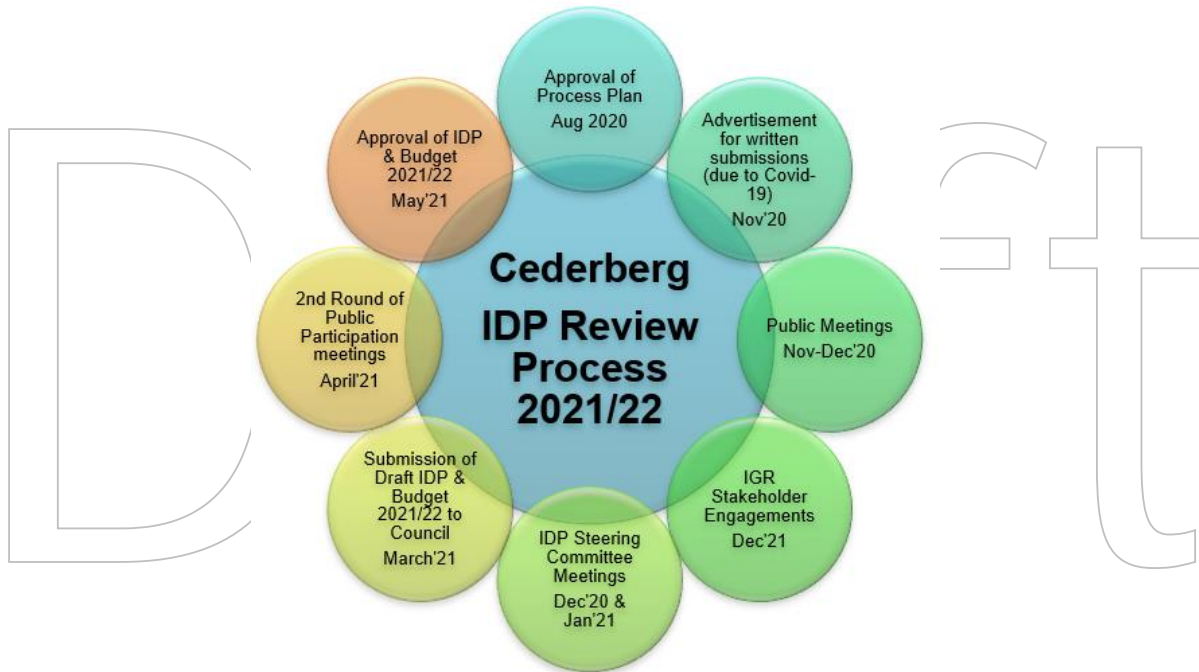 Approval of
Process Plan
Aug 2020
Advertisement
for written
submissions
(due to Covid-
19)
Nov'20
Public Meetings
Nov-Dec'20
IGR
Stakeholder
Engagements
Dec'21
IDP Steering
Committee
Meetings
Dec'20 &
Jan'21
Submission of
Draft IDP &
Budget
2021/22 to
Council
March'21
2nd Round of
Public
Participation
meetings
April'21
Approval of IDP
& Budget
2021/22
May'21
Cederberg
IDP Review
Process
2021/22